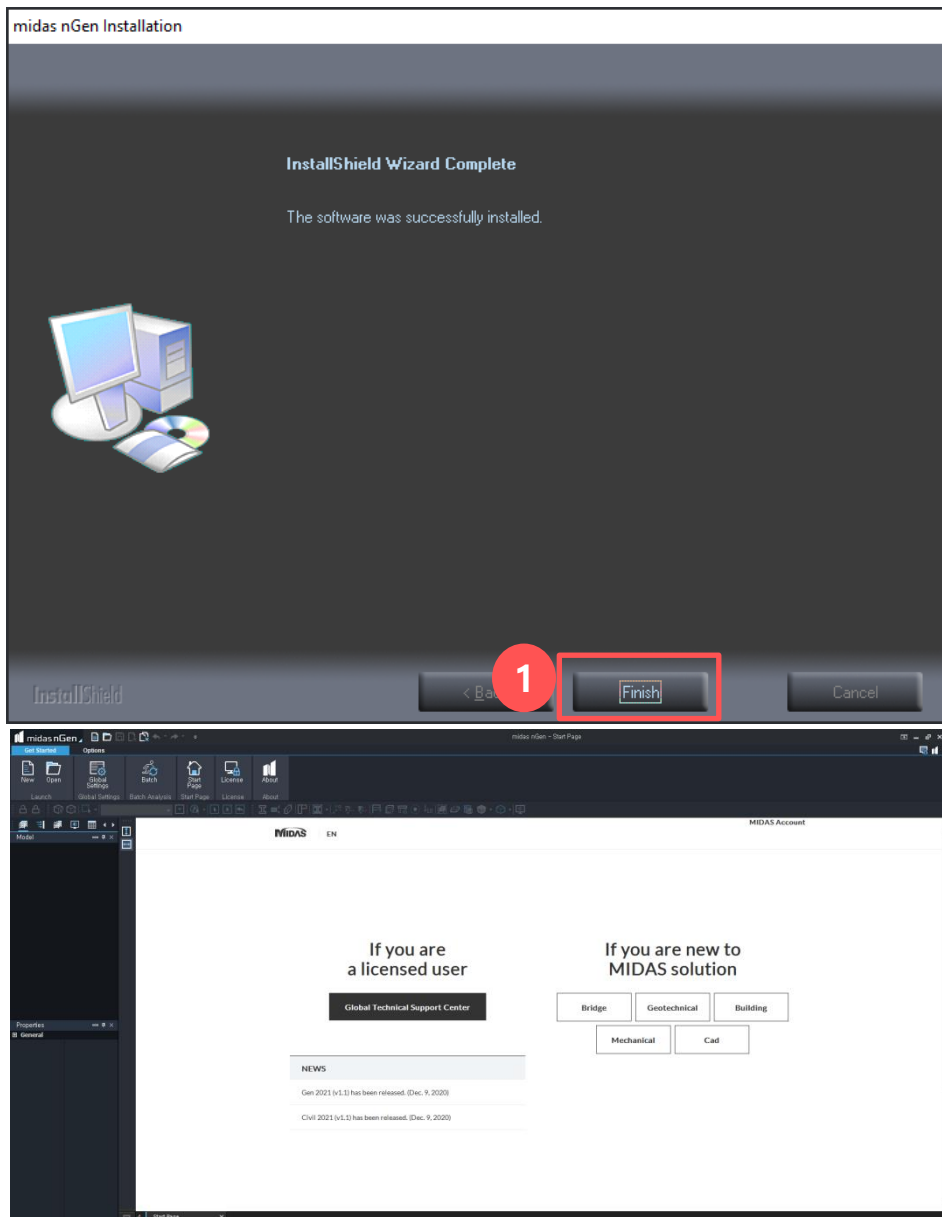 midas nGen Installation
InstallShield Wizard Complete
The software was successfully installed.
InstallShield
< Ba
1
Finish
Cancel
midas nGen
midas nGen - Start Page
Get Started Options
New Open Global Settings Batch Start Page License About
Launch Global Settings Batch Analysis Start Page License About
Model
MIDAS EN
MIDAS Account
If you are
a licensed user
Global Technical Support Center
If you are new to
MIDAS solution
Bridge Geotechnical Building
Mechanical Cad
Properties
General
NEWS
Gen 2021 (v1.1) has been released. (Dec. 9, 2020)
Civil 2021 (v1.1) has been released. (Dec. 9, 2020)
Start Page